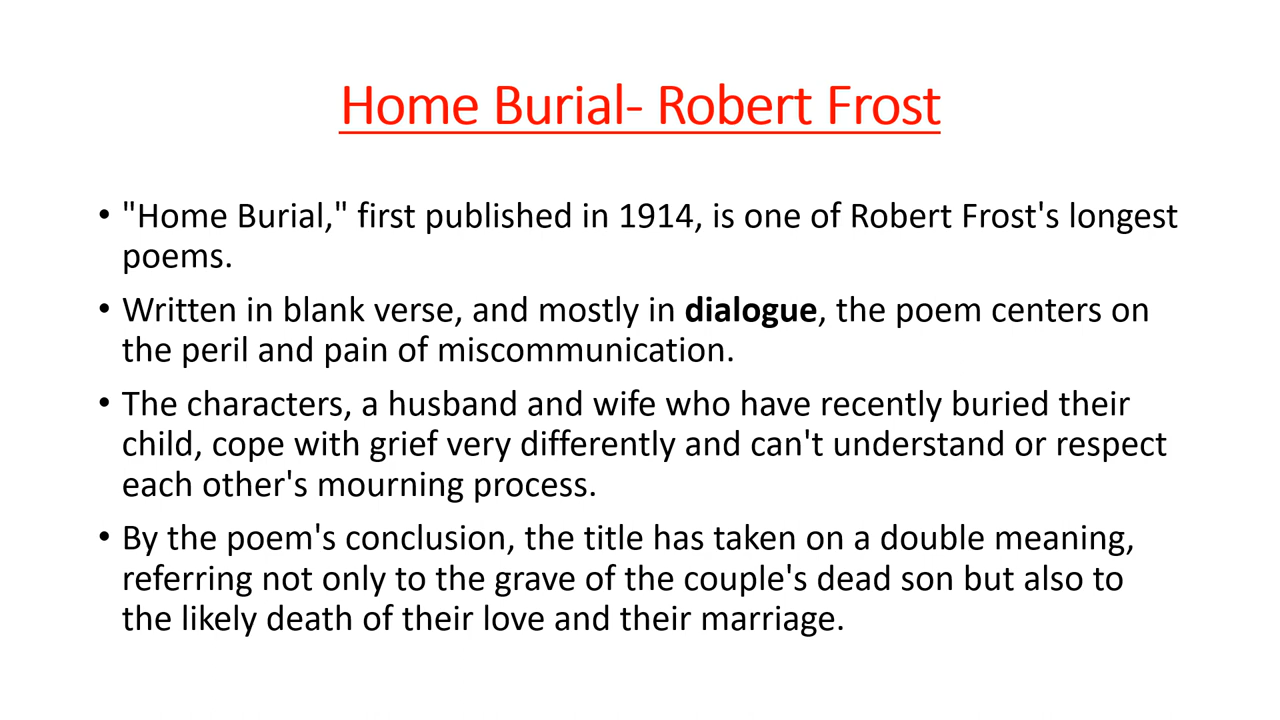 Home Burial- Robert Frost
• "Home Burial," first published in 1914, is one of Robert Frost's longest
poems.
• Written in blank verse, and mostly in dialogue, the poem centers on
the peril and pain of miscommunication.
• The characters, a husband and wife who have recently buried their
child, cope with grief very differently and can't understand or respect
each other's mourning process.
• By the poem's conclusion, the title has taken on a double meaning,
referring not only to the grave of the couple's dead son but also to
the likely death of their love and their marriage.